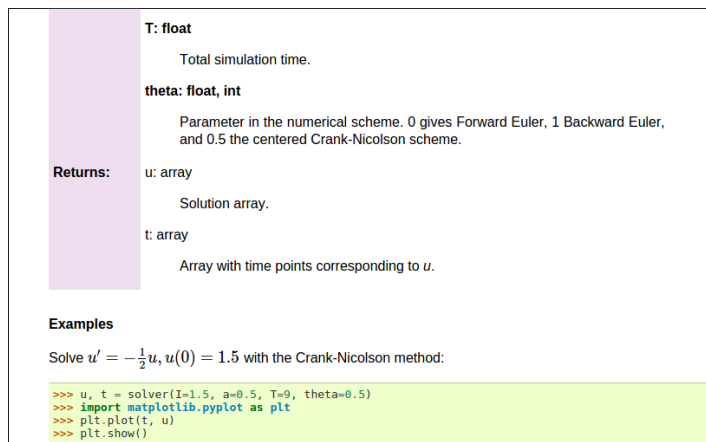 T: float
Total simulation time.
theta: float, int
Parameter in the numerical scheme. 0 gives Forward Euler, 1 Backward Euler,
and 0.5 the centered Crank-Nicolson scheme.
Returns: u: array
Solution array.
t: array
Array with time points corresponding to u.
Examples
Solve u′ = −½u, u(0) = 1.5 with the Crank-Nicolson method:
>>> u, t = solver(I=1.5, a=0.5, T=9, theta=0.5)
>>> import matplotlib.pyplot as plt
>>> plt.plot(t, u)
>>> plt.show()